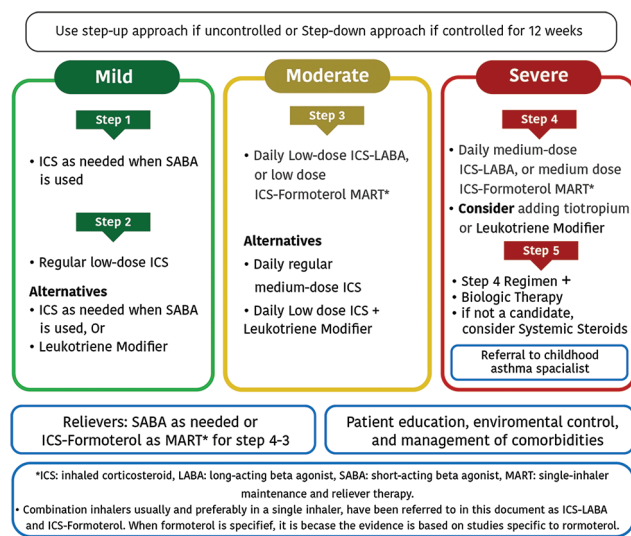 Use step-up approach if uncontrolled or Step-down approach if controlled for 12 weeks
Mild
Step 1
• ICS as needed when SABA
is used
Step 2
• Regular low-dose ICS
Alternatives
• ICS as needed when SABA
is used, Or
• Leukotriene Modifier
Moderate
Step 3
• Daily Low-dose ICS-LABA,
or low dose
ICS-Formoterol MART*
Alternatives
• Daily regular
medium-dose ICS
• Daily Low dose ICS +
Leukotriene Modifier
Severe
Step 4
• Daily medium-dose
ICS-LABA, or medium dose
ICS-Formoterol MART*
• Consider adding tiotropium
or Leukotriene Modifier
Step 5
• Step 4 Regimen +
• Biologic Therapy
• if not a candidate,
consider Systemic Steroids
Referral to childhood
asthma spacialist
Relievers: SABA as needed or
ICS-Formoterol as MART* for step 4-3
Patient education, enviromental control,
and management of comorbidities
*ICS: inhaled corticosteroid, LABA: long-acting beta agonist, SABA: short-acting beta agonist, MART: single-inhaler
maintenance and reliever therapy.
• Combination inhalers usually and preferably in a single inhaler, have been referred to in this document as ICS-LABA
and ICS-Formoterol. When formoterol is specifief, it is becase the evidence is based on studies specific to rormoterol.